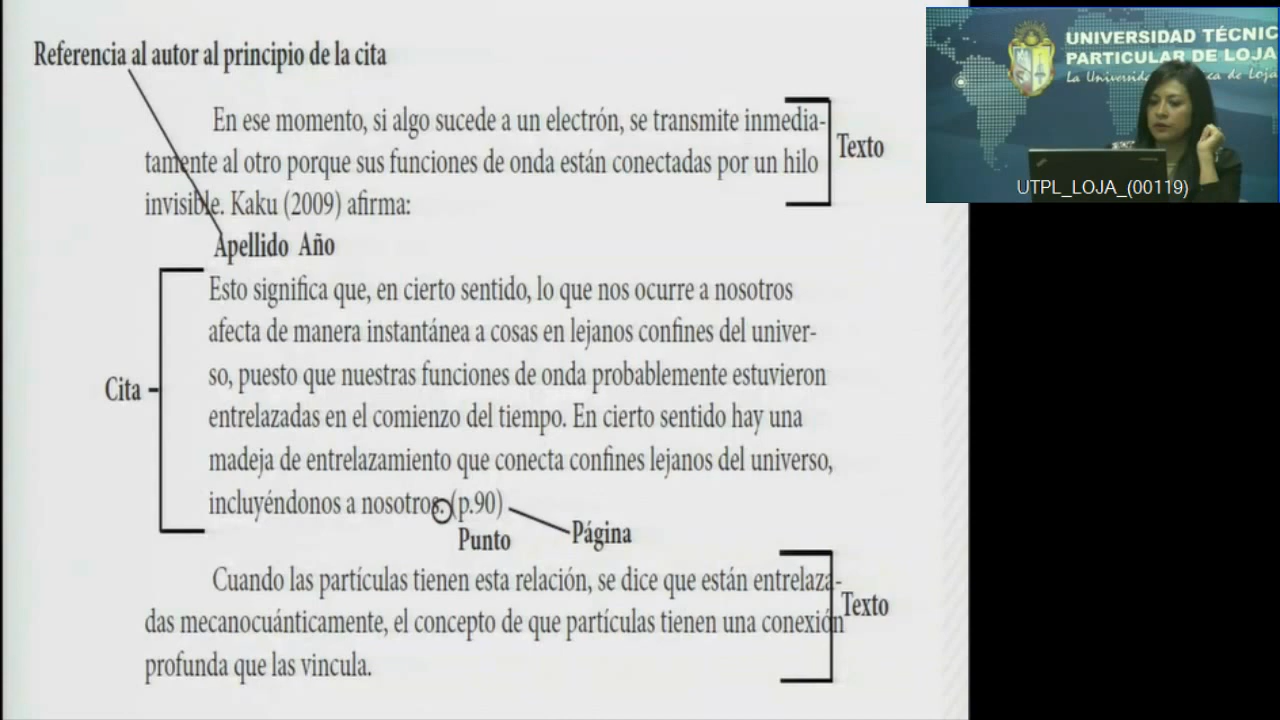 Referencia al autor al principio de la cita
En ese momento, si algo sucede a un electrón, se transmite inmedia-
tamente al otro porque sus funciones de onda están conectadas por un hilo
invisible. Kaku (2009) afirma:
Texto
Apellido Año
Esto significa que, en cierto sentido, lo que nos ocurre a nosotros
afecta de manera instantánea a cosas en lejanos confines del univer-
so, puesto que nuestras funciones de onda probablemente estuvieron
entrelazadas en el comienzo del tiempo. En cierto sentido hay una
madeja de entrelazamiento que conecta confines lejanos del universo,
incluyéndonos a nosotros. (p.90)
Cita
Punto
Página
Cuando las partículas tienen esta relación, se dice que están entrelaza-
das mecanocuánticamente, el concepto de que partículas tienen una conexión
profunda que las vincula.
Texto
UNIVERSIDAD TÉCNIC
PARTICULAR DE LOJA
La Univers ca de Loja
UTPL_LOJA_(00119)